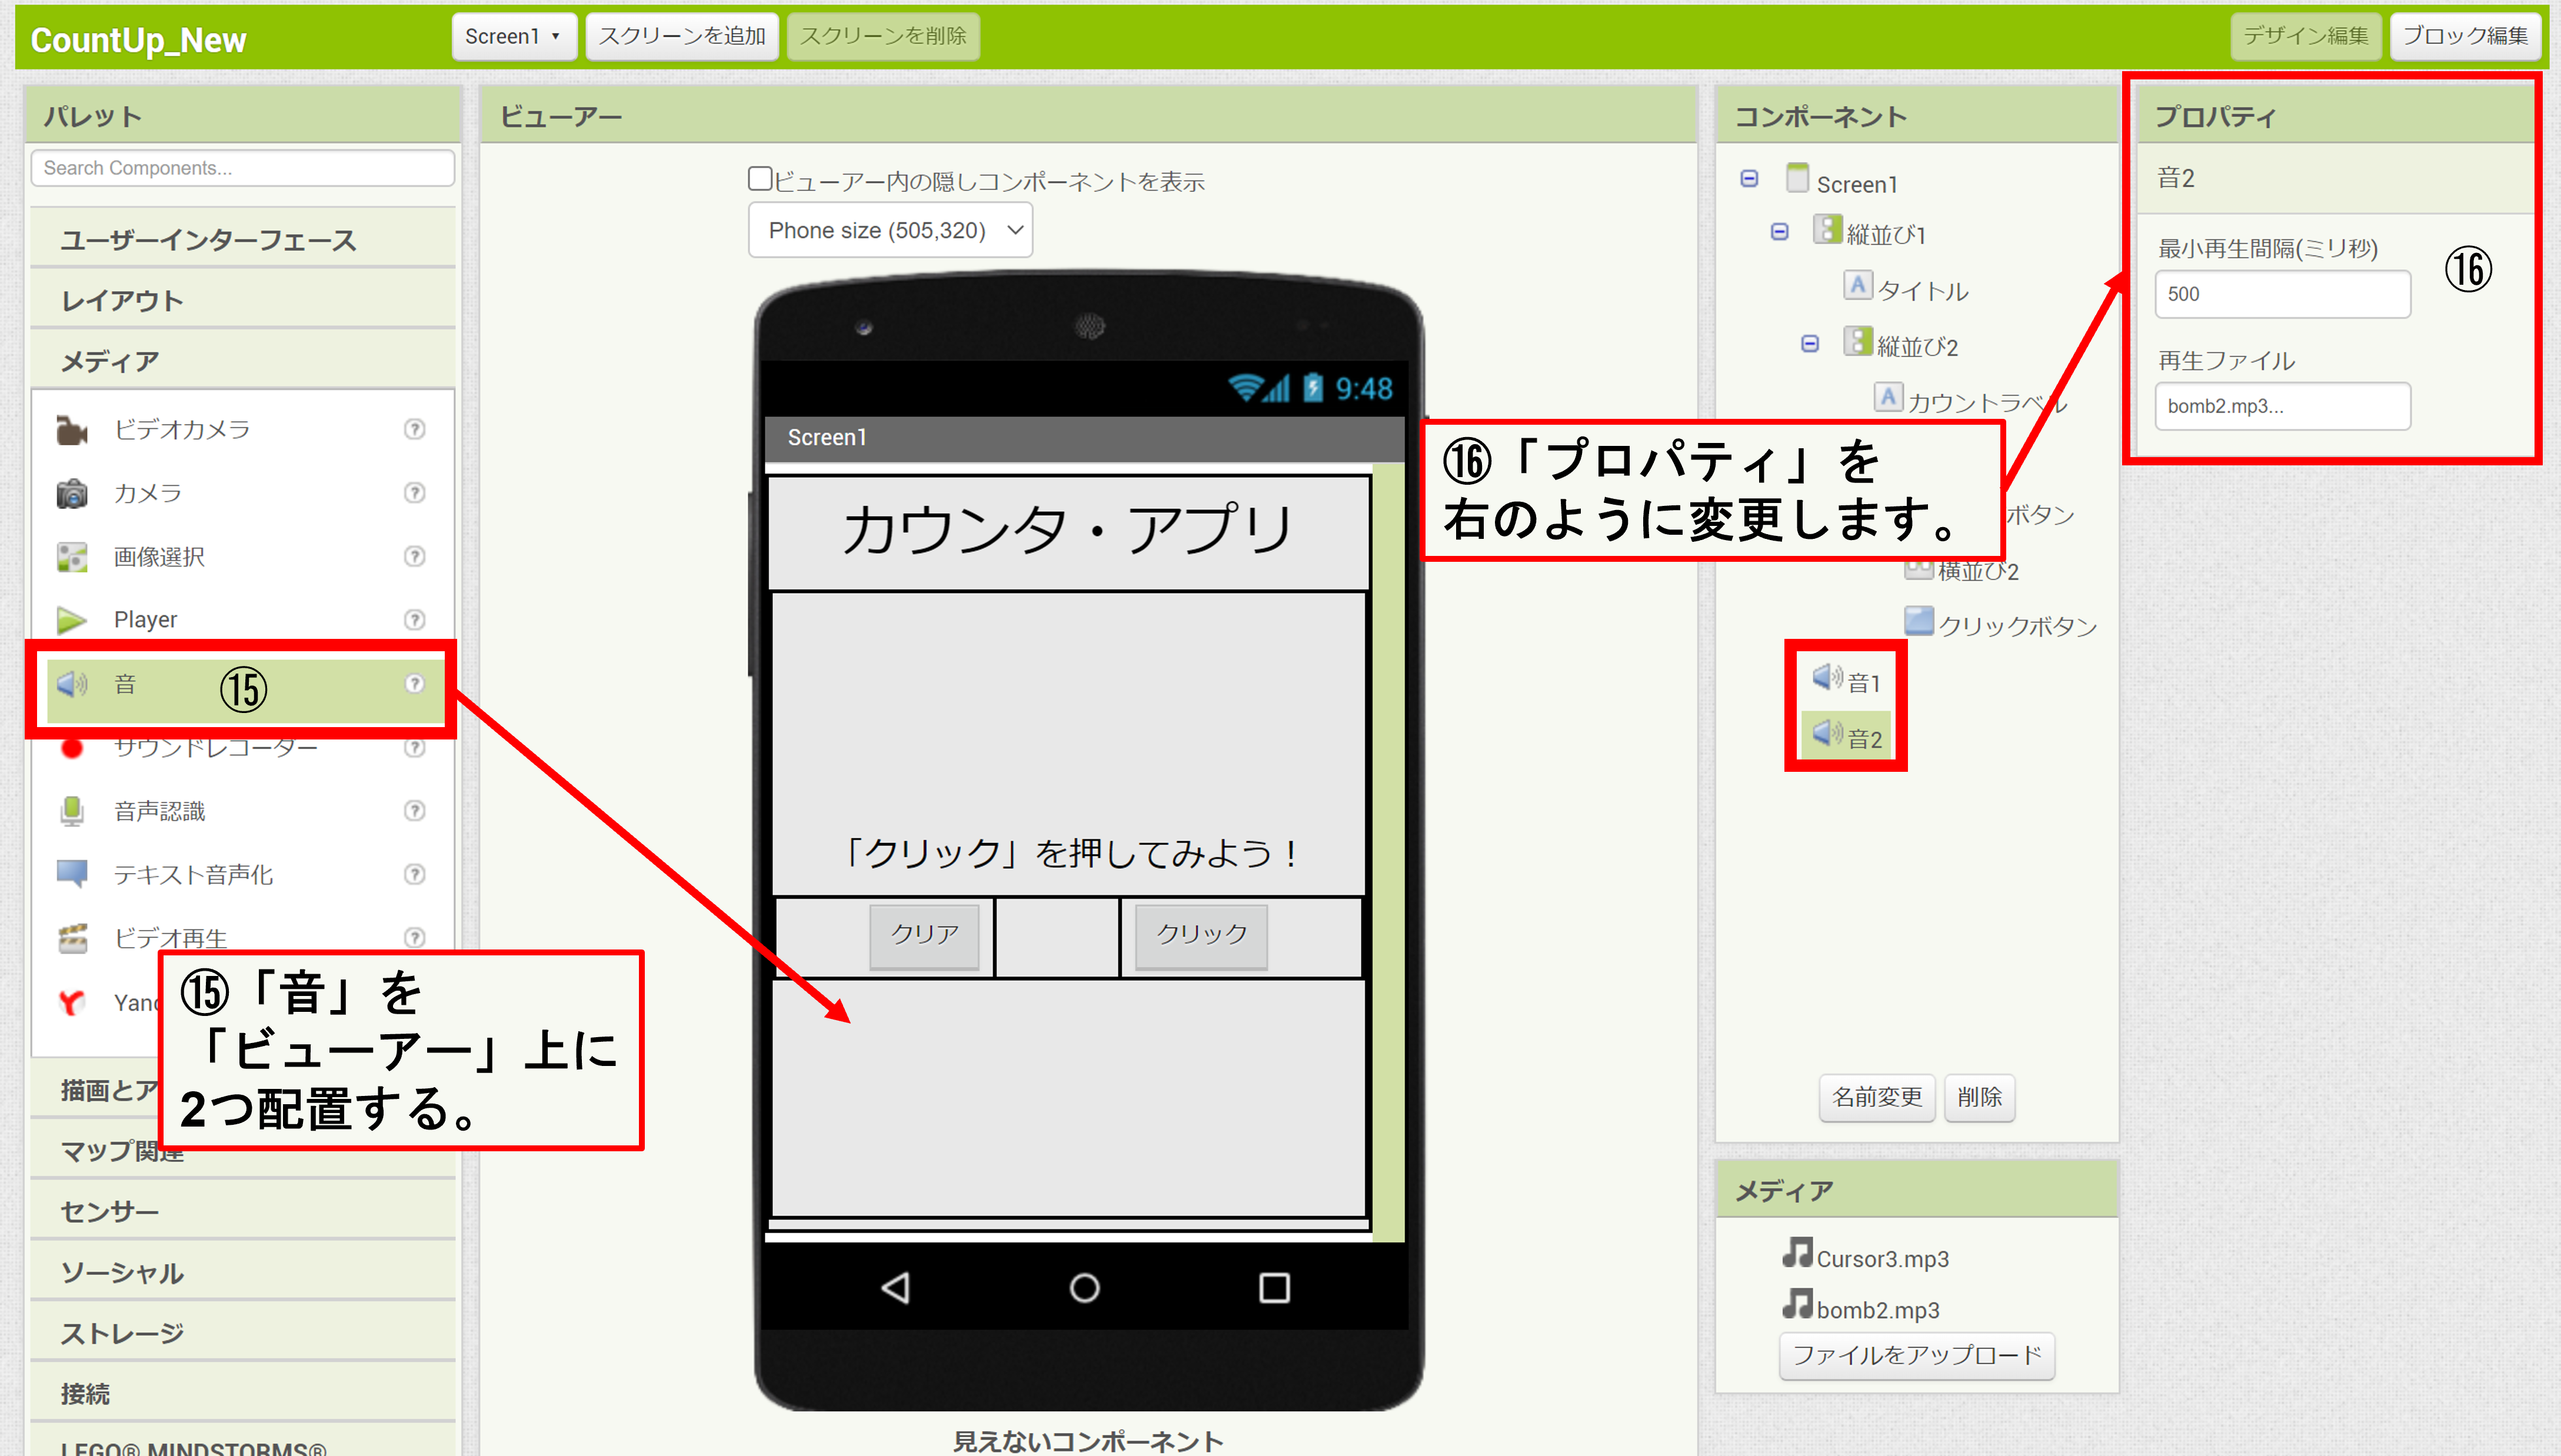 CountUp_New
Screen1 ▾
スクリーンを追加
スクリーンを削除
デザイン編集
ブロック編集
パレット
Search Components...
ユーザーインターフェース
レイアウト
メディア
ビデオカメラ
カメラ
画像選択
Player
音
⑮
サウンドレコーダー
音声認識
テキスト音声化
ビデオ再生
⑮「音」を
「ビューアー」上に
2つ配置する。
マップ関連
センサー
ソーシャル
ストレージ
接続
LEGO® MINDSTORMS®
ビューアー
ビューアー内の隠しコンポーネントを表示
Phone size (505,320)
9:48
Screen1
カウンタ・アプリ
「クリック」を押してみよう！
クリア
クリック
見えないコンポーネント
コンポーネント
Screen1
縦並び1
タイトル
縦並び2
カウントラベル
⑯「プロパティ」を
右のように変更します。
ボタン
横並び2
クリックボタン
音1
音2
名前変更
削除
メディア
Cursor3.mp3
bomb2.mp3
ファイルをアップロード
プロパティ
音2
最小再生間隔(ミリ秒)
⑯
500
再生ファイル
bomb2.mp3...